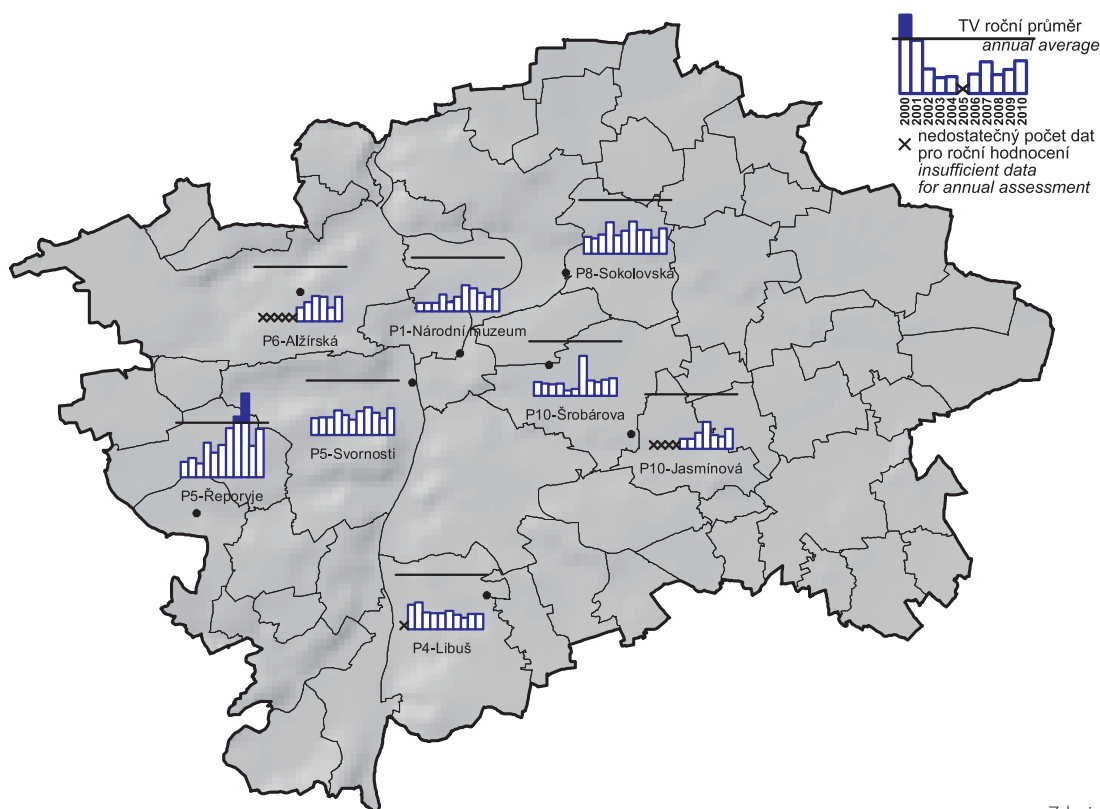 TV roční průměr
annual average
2000
2001
2002
2003
2004
2005
2006
2007
2008
2009
2010
nedostatečný počet dat
pro roční hodnocení
insufficient data
for annual assessment
P8-Sokolovská
P1-Národní muzeum
P6-Alžírská
P10-Šrobárova
P5-Svornosti
P10-Jasmínová
P5-Řeporyje
P4-Libuš